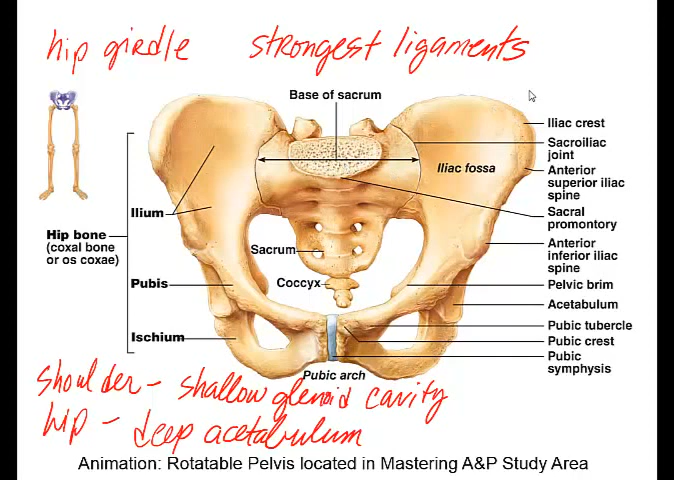 hip girdle strongest ligaments
Base of sacrum
Iliac crest
Sacroiliac
joint
Iliac fossa
Anterior
superior iliac
spine
Ilium
Sacral
promontory
Hip bone
(coxal bone
or os coxae)
Sacrum
Anterior
inferior iliac
spine
Pubis
Coccyx
Pelvic brim
Acetabulum
Pubic tubercle
Ischium
Pubic crest
Pubic
symphysis
Pubic arch
shoulder - shallow glenoid cavity
hip - deep acetabulum
Animation: Rotatable Pelvis located in Mastering A&P Study Area